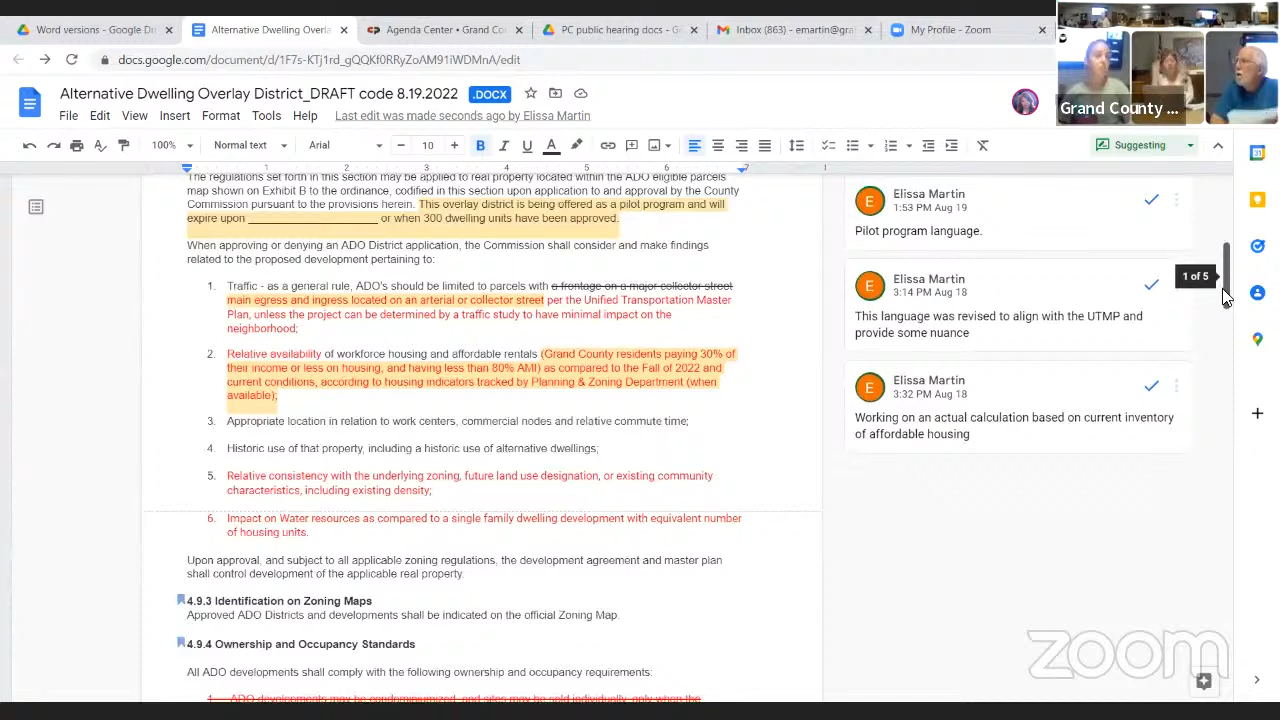 Word versions - Google Dr
Alternative Dwelling Overla
Agenda Center • Grand Co
PC public hearing docs - G
Inbox (863) - emartin@gra
My Profile - Zoom
docs.google.com/document/d/1F7s-KTj1rd_gQQKf0RRyZoAM91iWDMnA/edit
Alternative Dwelling Overlay District_DRAFT code 8.19.2022
.DOCX
File Edit View Insert Format Tools Help Last edit was made seconds ago by Elissa Martin
Grand County ...
100% Normal text Arial 10
Suggesting
The regulations set forth in this section may be applied to real property located within the ADO eligible parcels
map shown on Exhibit B to the ordinance, codified in this section upon application to and approval by the County
Commission pursuant to the provisions herein. This overlay district is being offered as a pilot program and will
expire upon ______________________ or when 300 dwelling units have been approved.
When approving or denying an ADO District application, the Commission shall consider and make findings
related to the proposed development pertaining to:
1. Traffic - as a general rule, ADO's should be limited to parcels with a frontage on a major collector street
main egress and ingress located on an arterial or collector street per the Unified Transportation Master
Plan, unless the project can be determined by a traffic study to have minimal impact on the
neighborhood;
2. Relative availability of workforce housing and affordable rentals (Grand County residents paying 30% of
their income or less on housing, and having less than 80% AMI) as compared to the Fall of 2022 and
current conditions, according to housing indicators tracked by Planning & Zoning Department (when
available);
3. Appropriate location in relation to work centers, commercial nodes and relative commute time;
4. Historic use of that property, including a historic use of alternative dwellings;
5. Relative consistency with the underlying zoning, future land use designation, or existing community
characteristics, including existing density;
6. Impact on Water resources as compared to a single family dwelling development with equivalent number
of housing units.
Upon approval, and subject to all applicable zoning regulations, the development agreement and master plan
shall control development of the applicable real property.
4.9.3 Identification on Zoning Maps
Approved ADO Districts and developments shall be indicated on the official Zoning Map.
4.9.4 Ownership and Occupancy Standards
All ADO developments shall comply with the following ownership and occupancy requirements:
1. ADO developments may be condominiumized, and sites may be sold individually, only when the
E
Elissa Martin
1:53 PM Aug 19
Pilot program language.
E
Elissa Martin
3:14 PM Aug 18
This language was revised to align with the UTMP and
provide some nuance
E
Elissa Martin
3:32 PM Aug 18
Working on an actual calculation based on current inventory
of affordable housing
1 of 5
zoom